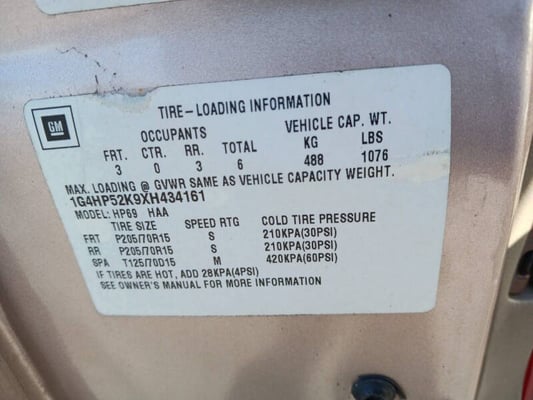 GM
TIRE-LOADING INFORMATION
OCCUPANTS VEHICLE CAP. WT.
FRT. CTR. RR. TOTAL KG LBS
3 0 3 6 488 1076
MAX. LOADING @ GVWR SAME AS VEHICLE CAPACITY WEIGHT.
1G4HP52K9XH434161
MODEL: HP69 HAA
TIRE SIZE SPEED RTG COLD TIRE PRESSURE
FRT P205/70R15 S 210KPA(30PSI)
RR P205/70R15 S 210KPA(30PSI)
SPA T125/70D15 M 420KPA(60PSI)
IF TIRES ARE HOT, ADD 28KPA(4PSI)
SEE OWNER'S MANUAL FOR MORE INFORMATION